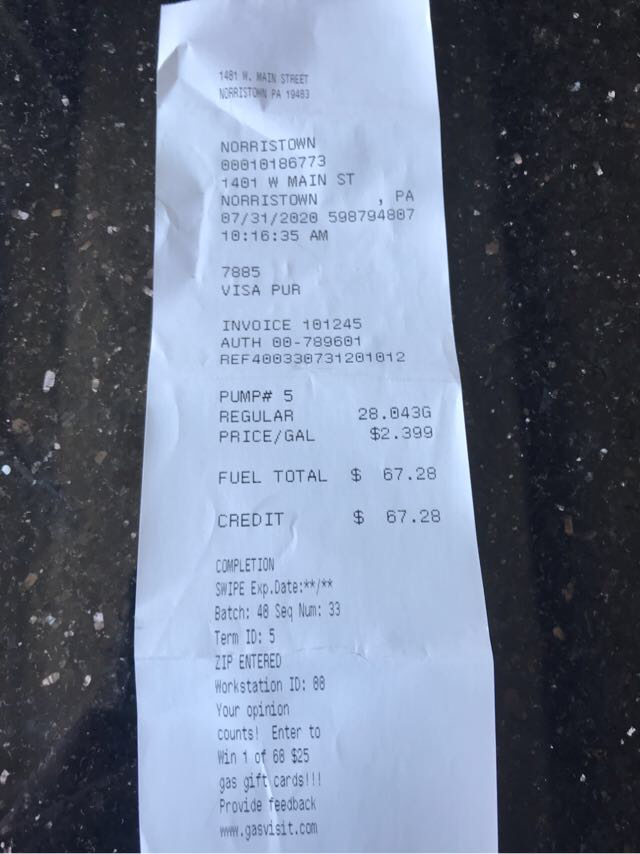 1481 W. MAIN STREET
NORRISTOWN PA 19483
NORRISTOWN
00010186773
1401 W MAIN ST
NORRISTOWN , PA
07/31/2020 598794807
10:16:35 AM
7885
VISA PUR
INVOICE 101245
AUTH 00-789601
REF400330731201012
PUMP# 5
REGULAR 28.043G
PRICE/GAL $2.399
FUEL TOTAL $ 67.28
CREDIT $ 67.28
COMPLETION
SWIPE Exp.Date:**/**
Batch: 40 Seq Num: 33
Term ID: 5
ZIP ENTERED
Workstation ID: 00
Your opinion
counts! Enter to
Win 1 of 60 $25
gas gift cards!!!
Provide feedback
www.gasvisit.com